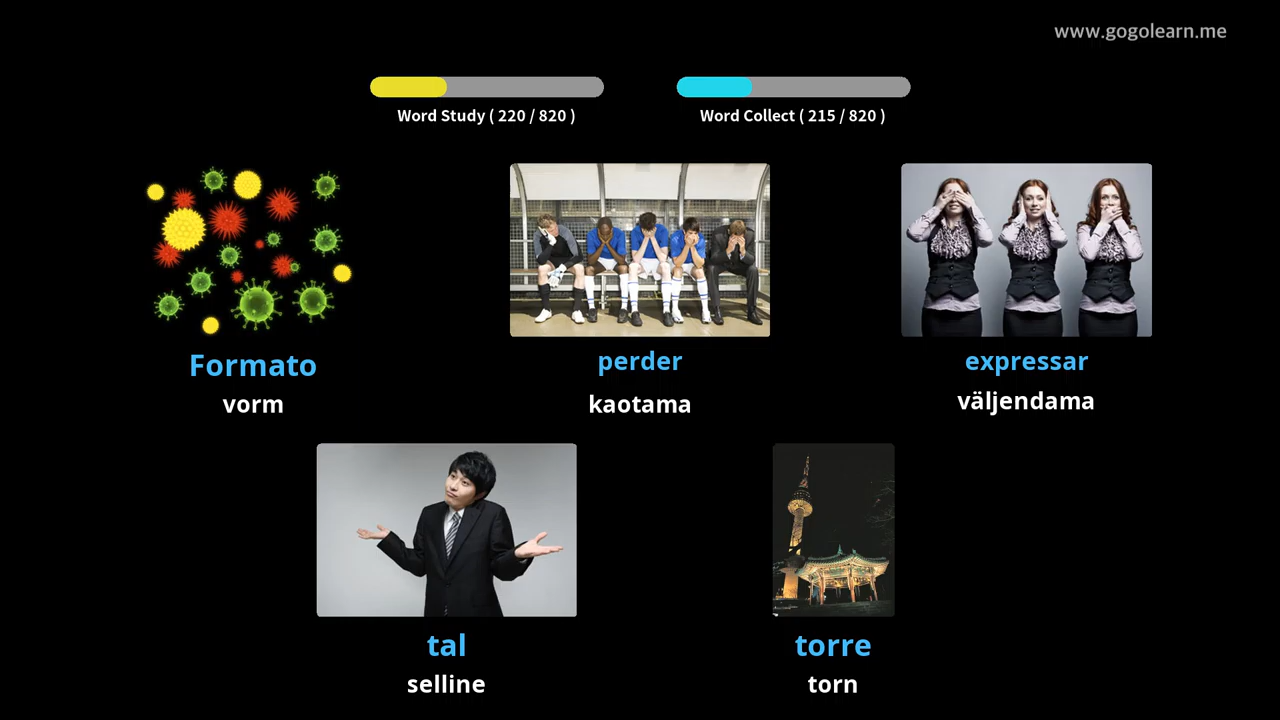 www.gogolearn.me
Word Study ( 220 / 820 )
Word Collect ( 215 / 820 )
Formato
vorm
perder
kaotama
expressar
väljendama
tal
selline
torre
torn